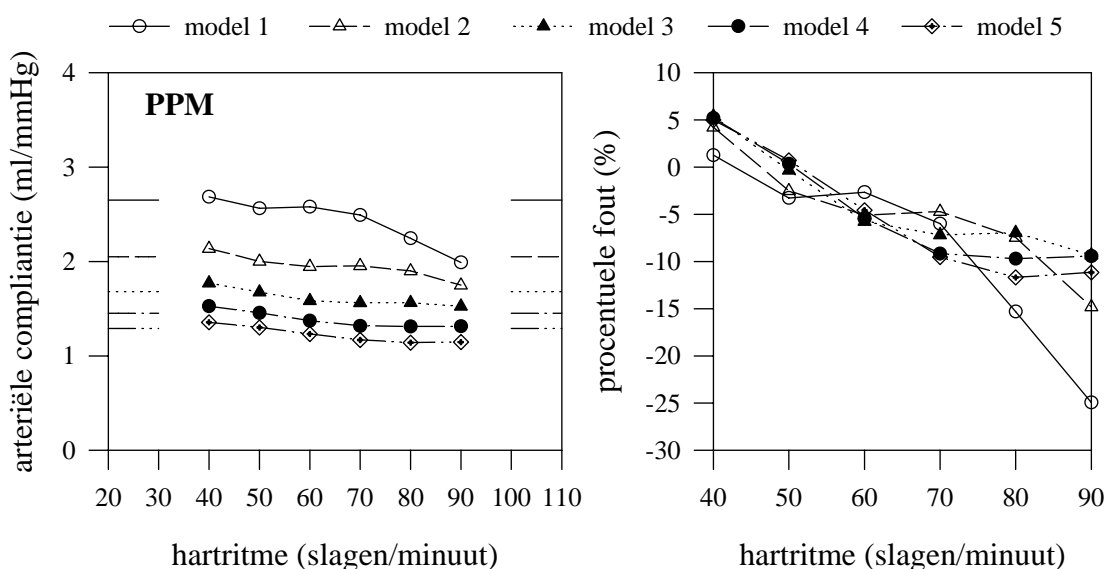 model 1 model 2 model 3 model 4 model 5
arteriële compliantie (ml/mmHg)
4
3
2
1
0
PPM
20 30 40 50 60 70 80 90 100 110
hartritme (slagen/minuut)
procentuele fout (%)
10
5
0
-5
-10
-15
-20
-25
-30
40 50 60 70 80 90
hartritme (slagen/minuut)